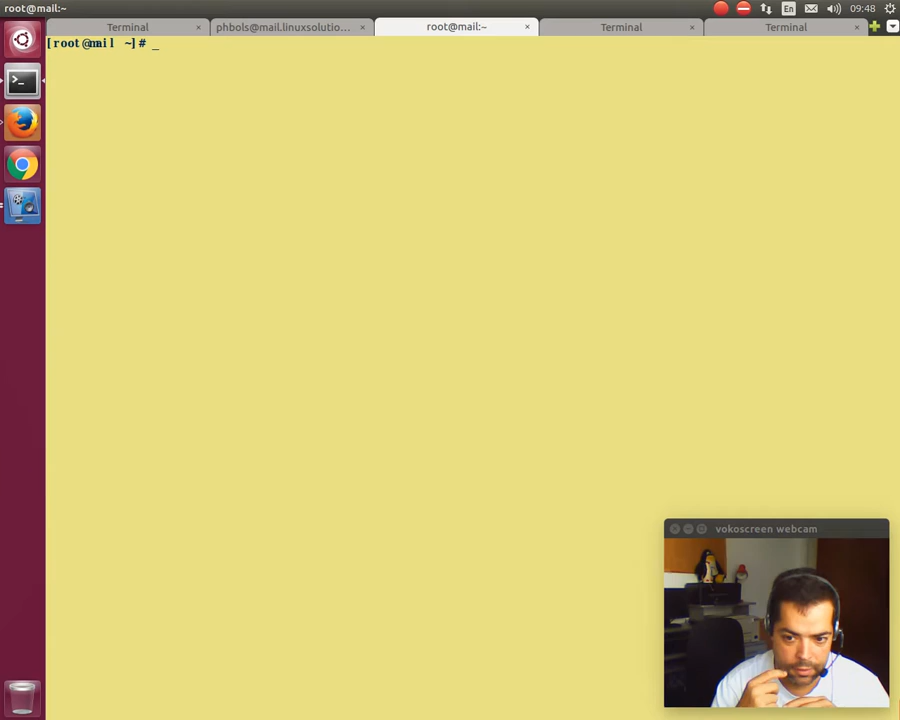 root@mail:~
En
09:48
Terminal ×
phbols@mail.linuxsolutio... ×
root@mail:~ ×
Terminal ×
Terminal ×
[root@mail ~]# _
vokoscreen webcam